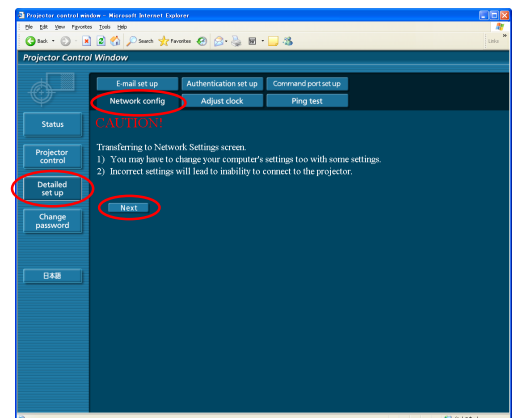 Projector control window - Microsoft Internet Explorer
File Edit View Favorites Tools Help
Back Search Favorites Links
Projector Control Window
E-mail set up Authentication set up Command port set up
Network config Adjust clock Ping test
Status
CAUTION!
Transferring to Network Settings screen.
1) You may have to change your computer's settings too with some settings.
2) Incorrect settings will lead to inability to connect to the projector.
Projector
control
Detailed
set up
Next
Change
password
日本語